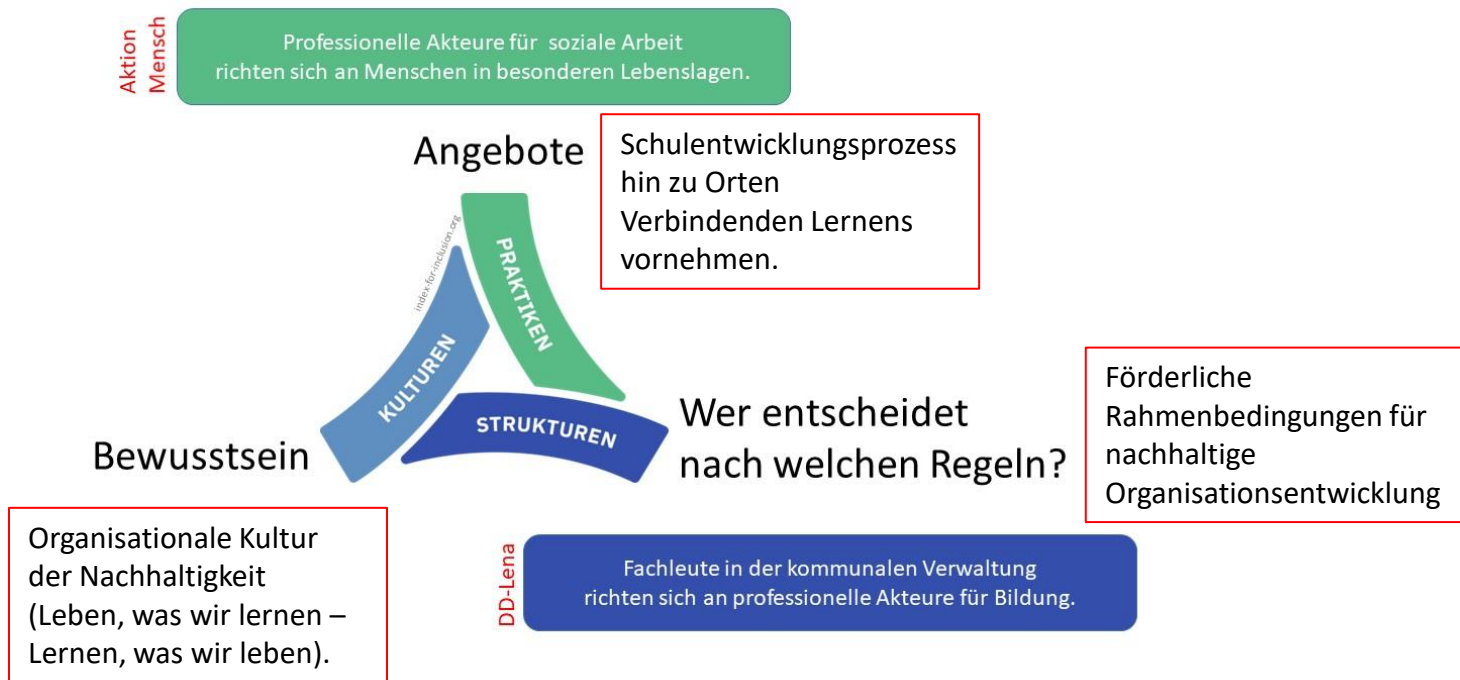 Aktion
Mensch
Professionelle Akteure für soziale Arbeit
richten sich an Menschen in besonderen Lebenslagen.
Angebote
Schulentwicklungsprozess
hin zu Orten
Verbindenden Lernens
vornehmen.
index-for-inclusion.org
PRAKTIKEN
KULTUREN
STRUKTUREN
Bewusstsein
Wer entscheidet
nach welchen Regeln?
Förderliche
Rahmenbedingungen für
nachhaltige
Organisationsentwicklung
Organisationale Kultur
der Nachhaltigkeit
(Leben, was wir lernen –
Lernen, was wir leben).
DD-Lena
Fachleute in der kommunalen Verwaltung
richten sich an professionelle Akteure für Bildung.